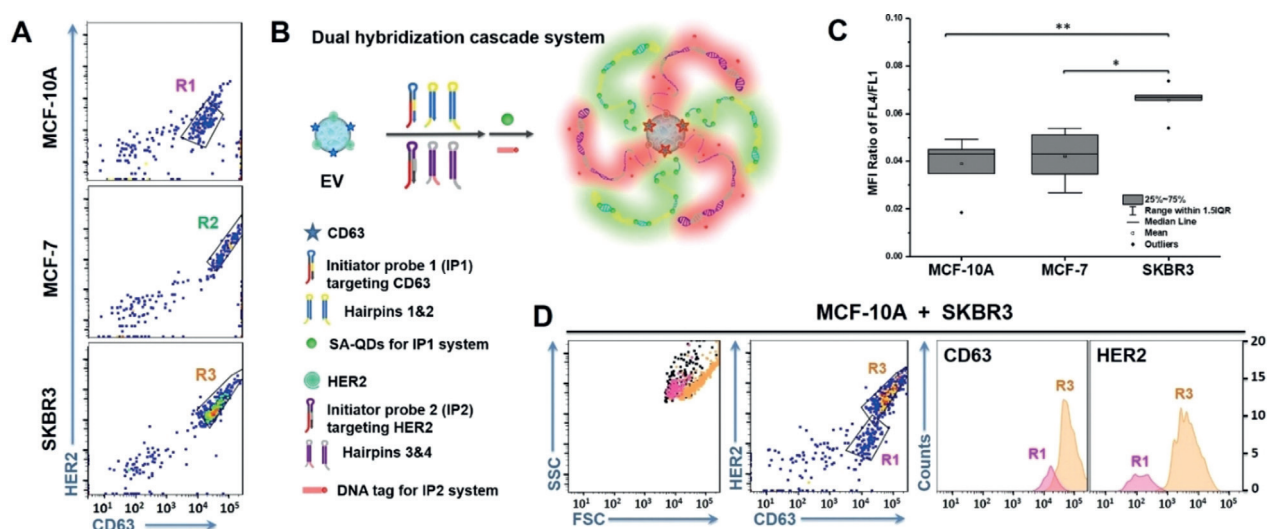 A
MCF-10A
R1
MCF-7
R2
SKBR3
R3
HER2
10¹ 10² 10³ 10⁴ 10⁵
CD63
B
Dual hybridization cascade system
EV
CD63
Initiator probe 1 (IP1)
targeting CD63
Hairpins 1&2
SA-QDs for IP1 system
HER2
Initiator probe 2 (IP2)
targeting HER2
Hairpins 3&4
DNA tag for IP2 system
C
MFI Ratio of FL4/FL1
0.10
0.08
0.06
0.04
0.02
0.00
**
*
25%~75%
Range within 1.5IQR
Median Line
Mean
Outliers
MCF-10A MCF-7 SKBR3
D
MCF-10A + SKBR3
SSC
10¹ 10² 10³ 10⁴ 10⁵
FSC
HER2
R3
R1
10¹ 10² 10³ 10⁴ 10⁵
CD63
Counts
CD63
R3
R1
10¹ 10² 10³ 10⁴ 10⁵
HER2
R3
R1
10¹ 10² 10³ 10⁴ 10⁵
20
15
10
5
0